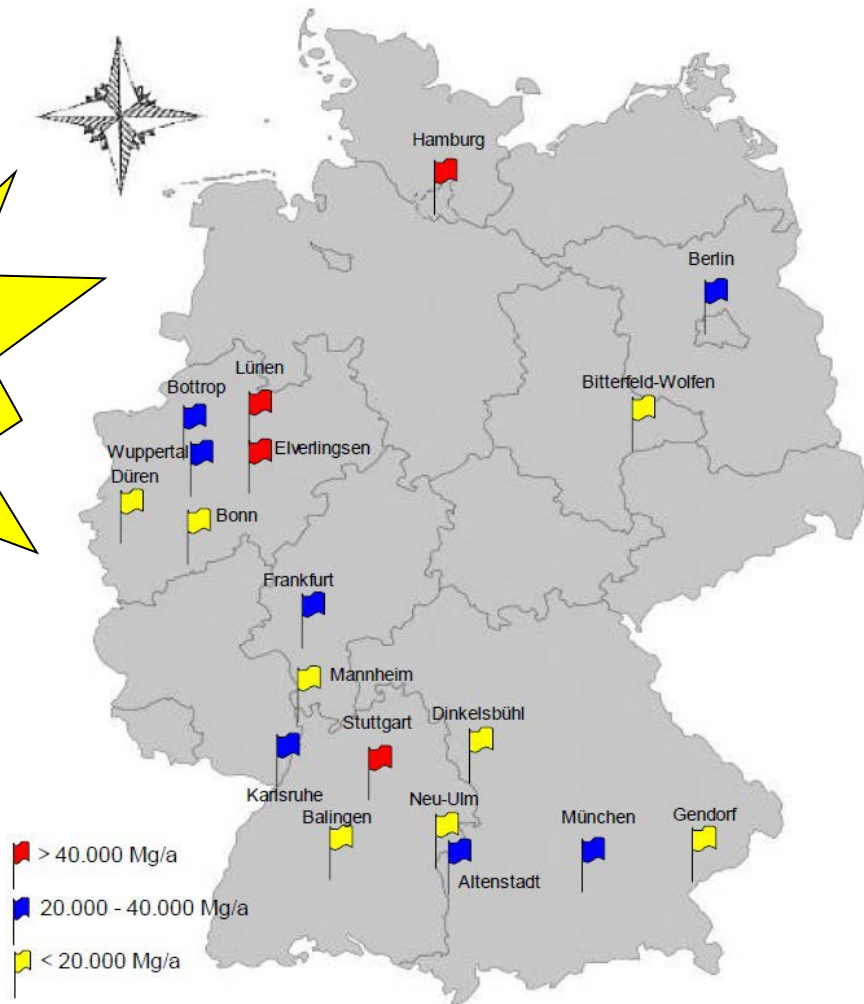 Hamburg
Berlin
Lünen
Bottrop
Bitterfeld-Wolfen
Wuppertal
Elverlingsen
Düren
Bonn
Frankfurt
Mannheim
Dinkelsbühl
Stuttgart
Karlsruhe
Neu-Ulm
Balingen
München
Gendorf
Altenstadt
> 40.000 Mg/a
20.000 - 40.000 Mg/a
< 20.000 Mg/a